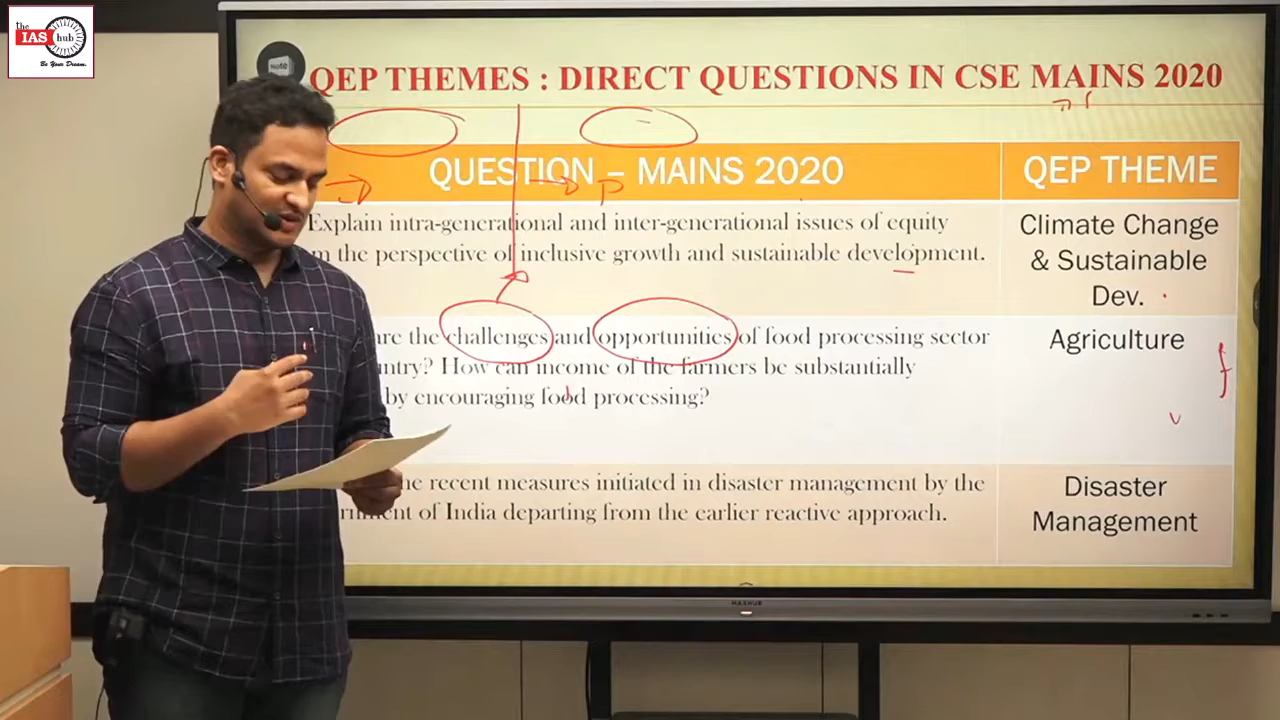 the
IAS hub
Be Your Dream.
QEP THEMES : DIRECT QUESTIONS IN CSE MAINS 2020
QUESTION – MAINS 2020
QEP THEME
Explain intra-generational and inter-generational issues of equity
the perspective of inclusive growth and sustainable development.
Climate Change
& Sustainable
Dev.
are the challenges and opportunities of food processing sector
How can income of the farmers be substantially
by encouraging food processing?
Agriculture
recent measures initiated in disaster management by the
of India departing from the earlier reactive approach.
Disaster
Management
P
MAXHUB